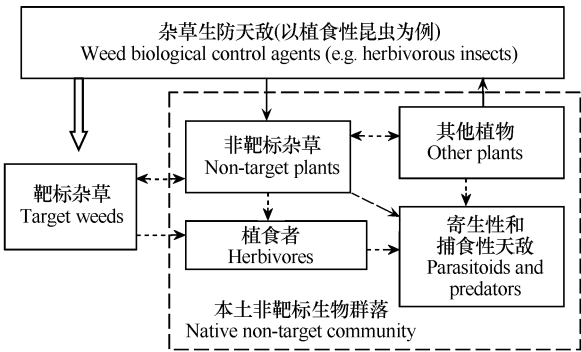 杂草生防天敌(以植食性昆虫为例)
Weed biological control agents (e.g. herbivorous insects)
非靶标杂草
Non-target plants
其他植物
Other plants
靶标杂草
Target weeds
植食者
Herbivores
寄生性和
捕食性天敌
Parasitoids and
predators
本土非靶标生物群落
Native non-target community